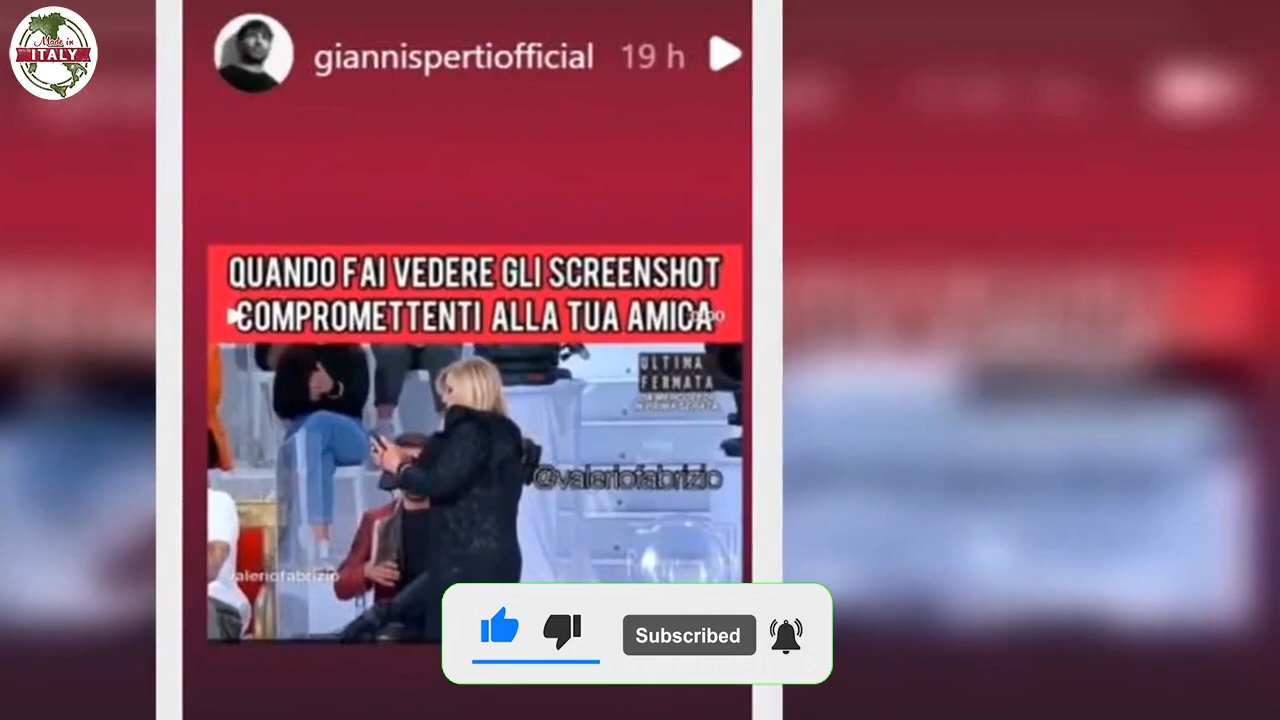 Made in
ITALY
giannispertiofficial 19 h
QUANDO FAI VEDERE GLI SCREENSHOT
COMPROMETTENTI ALLA TUA AMICA
ULTIMA
FERMATA
@valeriofabrizio
valeriofabrizio
Subscribed